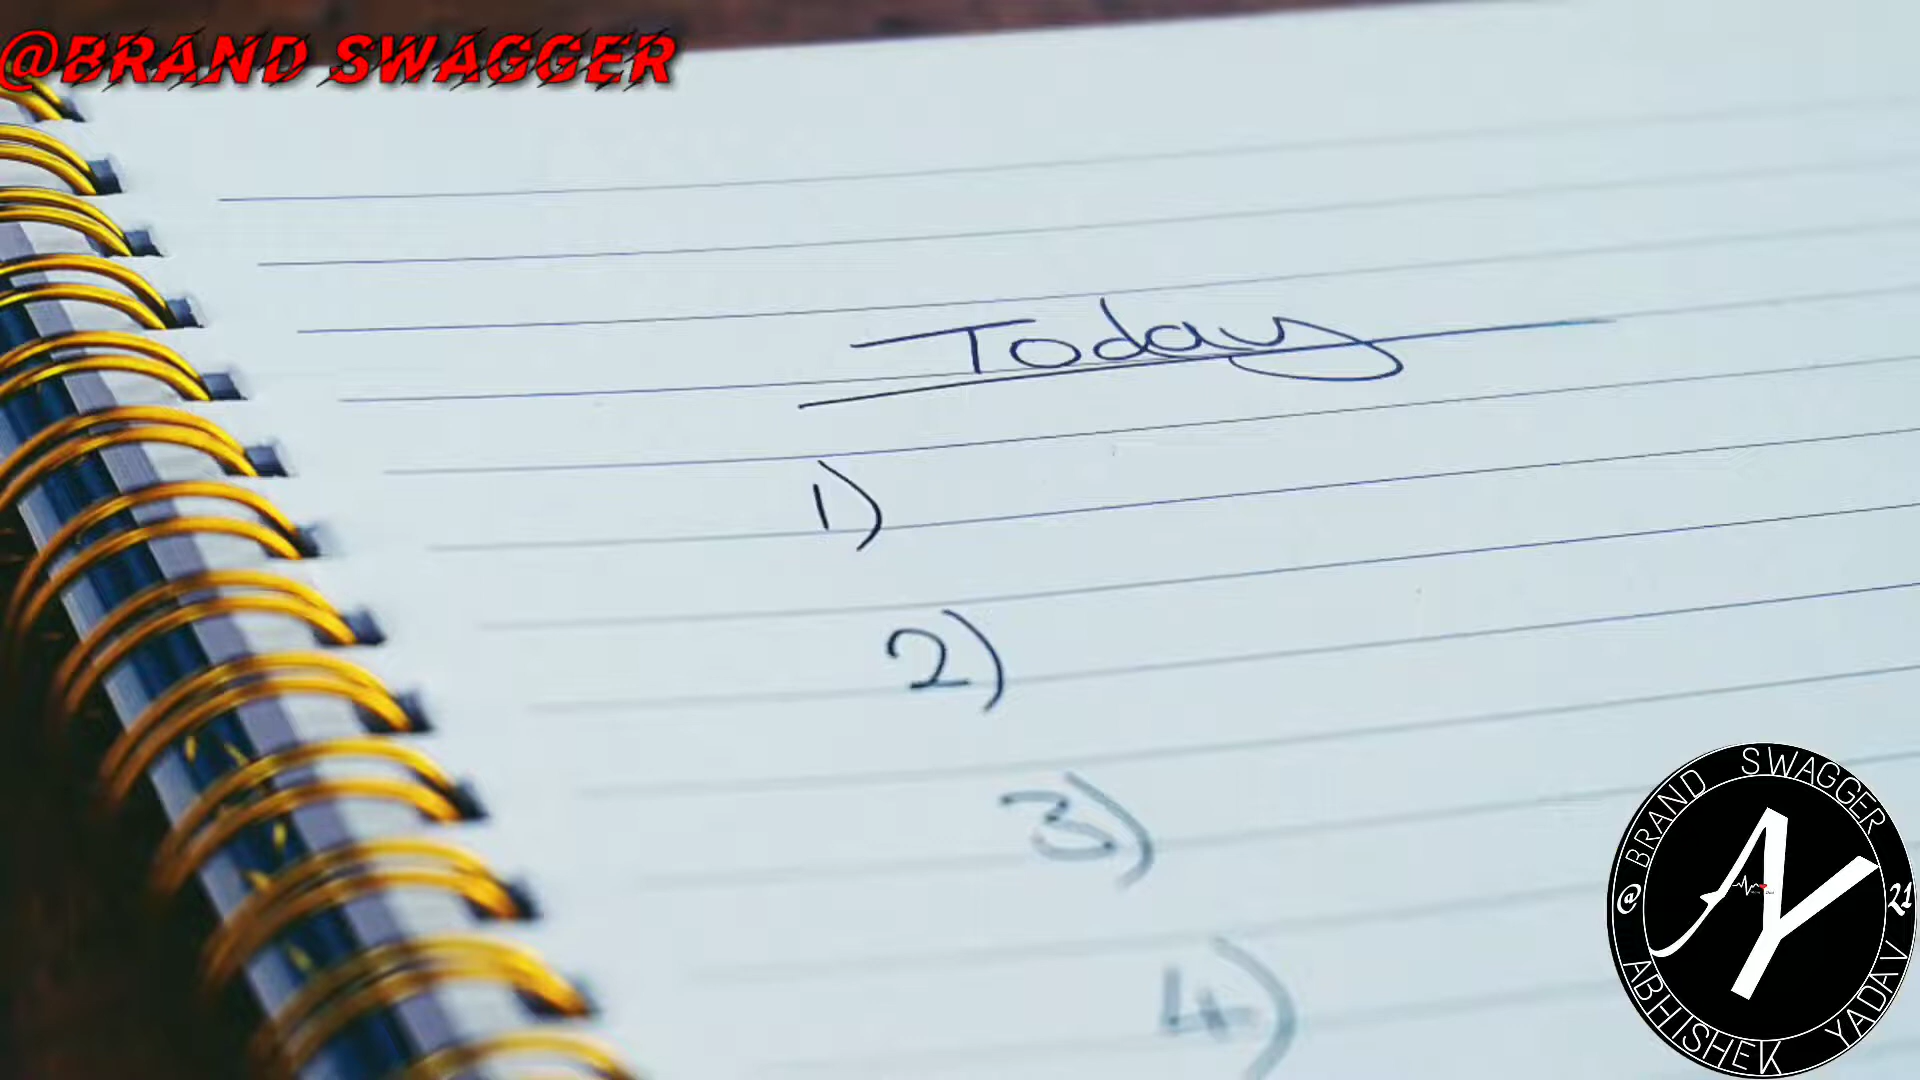 @BRAND SWAGGER
Today
1)
2)
3)
4)
@ BRAND SWAGGER 21
AY
ABHISHEK YADAV